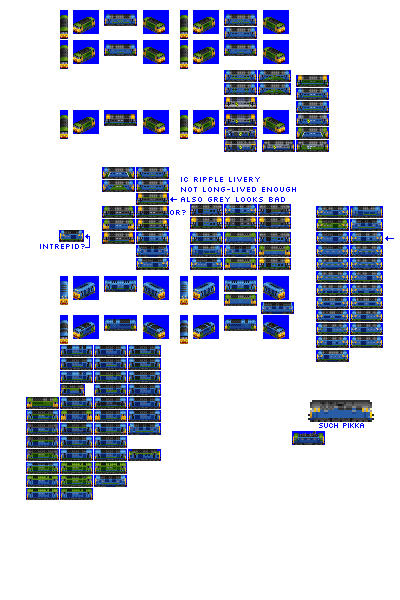 IC RIPPLE LIVERY
NOT LONG-LIVED ENOUGH
ALSO GREY LOOKS BAD
OR?
INTREPID?
SUCH PIKKA